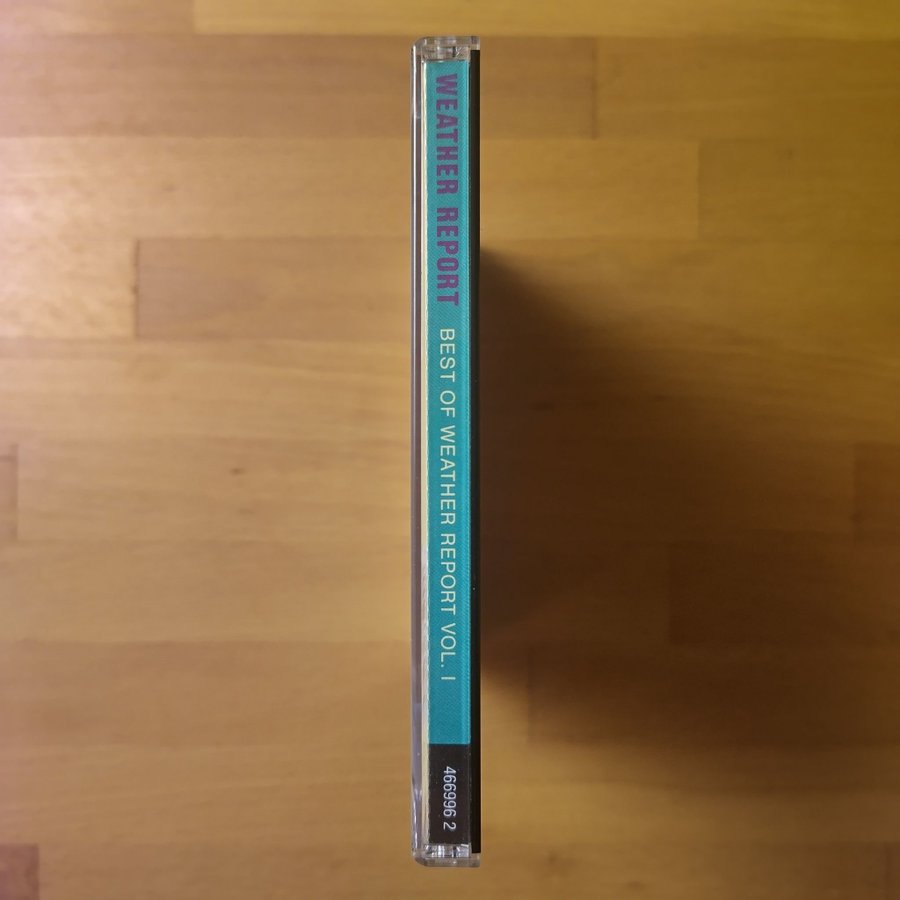 WEATHER REPORT
BEST OF WEATHER REPORT VOL. I
466996 2